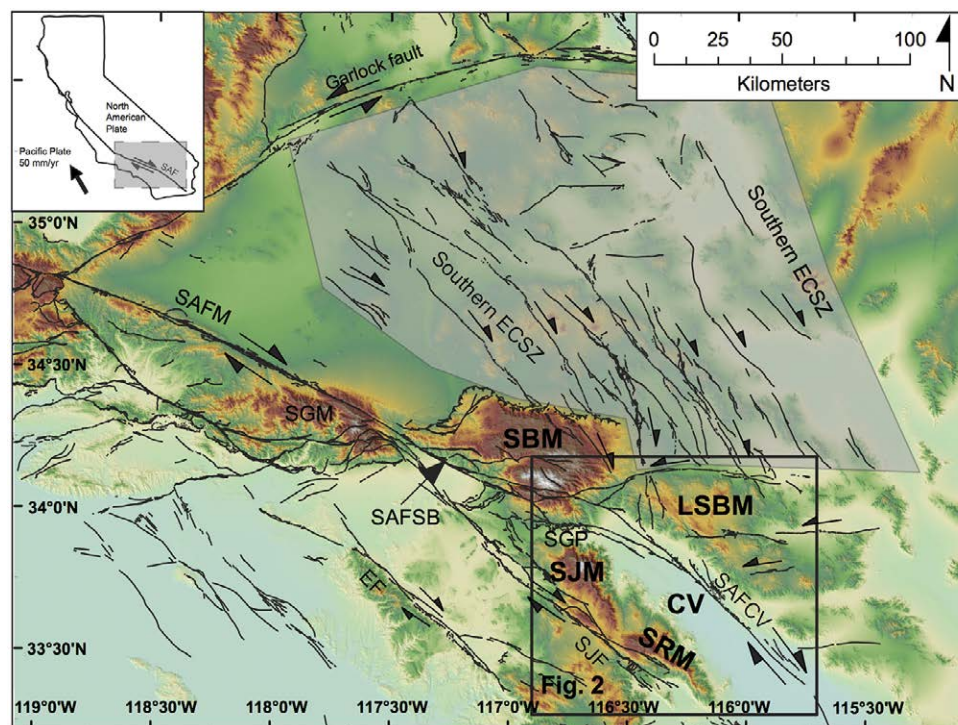 North
American
Plate
Pacific Plate
50 mm/yr
SAF
Garlock fault
0 25 50 100
Kilometers
N
35°0'N
34°30'N
34°0'N
33°30'N
SAFM
Southern ECSZ
Southern ECSZ
SGM
SBM
LSBM
SAFSB
SGP
SJM
EF
CV
SAFCV
SJF
SRM
Fig. 2
119°0'W 118°30'W 118°0'W 117°30'W 117°0'W 116°30'W 116°0'W 115°30'W